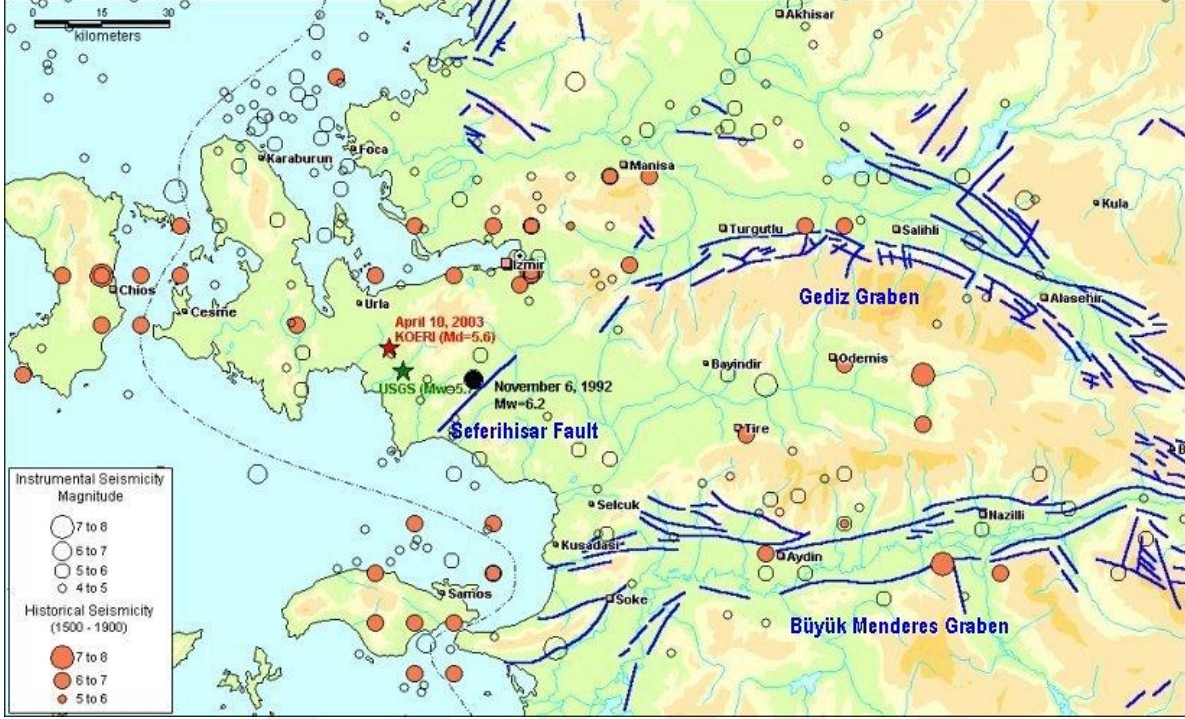 0 15 30
kilometers
Akhisar
Karaburun
Foca
Manisa
Kula
Turgutlu
Salihli
Izmir
Chios
Cesme
Urla
Gediz Graben
Alasehir
April 10, 2003
KOERI (Md=5.6)
Bayindir
Odemis
USGS (Mw=5.7
November 6, 1992
Mw=6.2
Seferihisar Fault
Tire
Instrumental Seismicity
Magnitude
7 to 8
6 to 7
5 to 6
4 to 5
Historical Seismicity
(1500 - 1900)
7 to 8
6 to 7
5 to 6
Selcuk
Nazilli
Kusadasi
Aydin
Samos
Soke
Büyük Menderes Graben